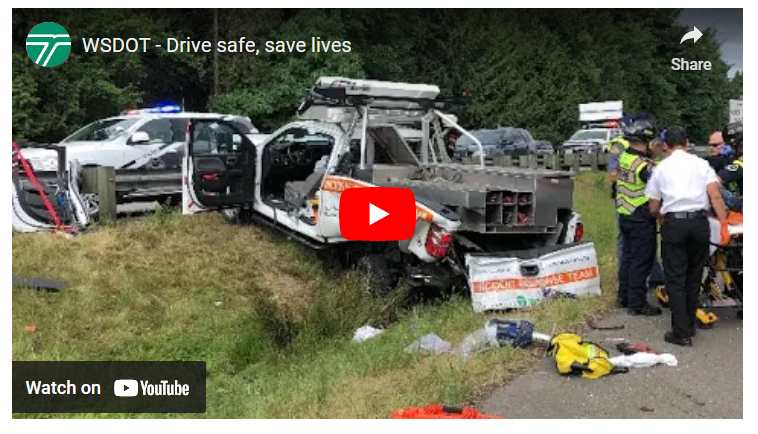 WSDOT - Drive safe, save lives
Share
INCIDENT RESPONSE TEAM
Watch on YouTube